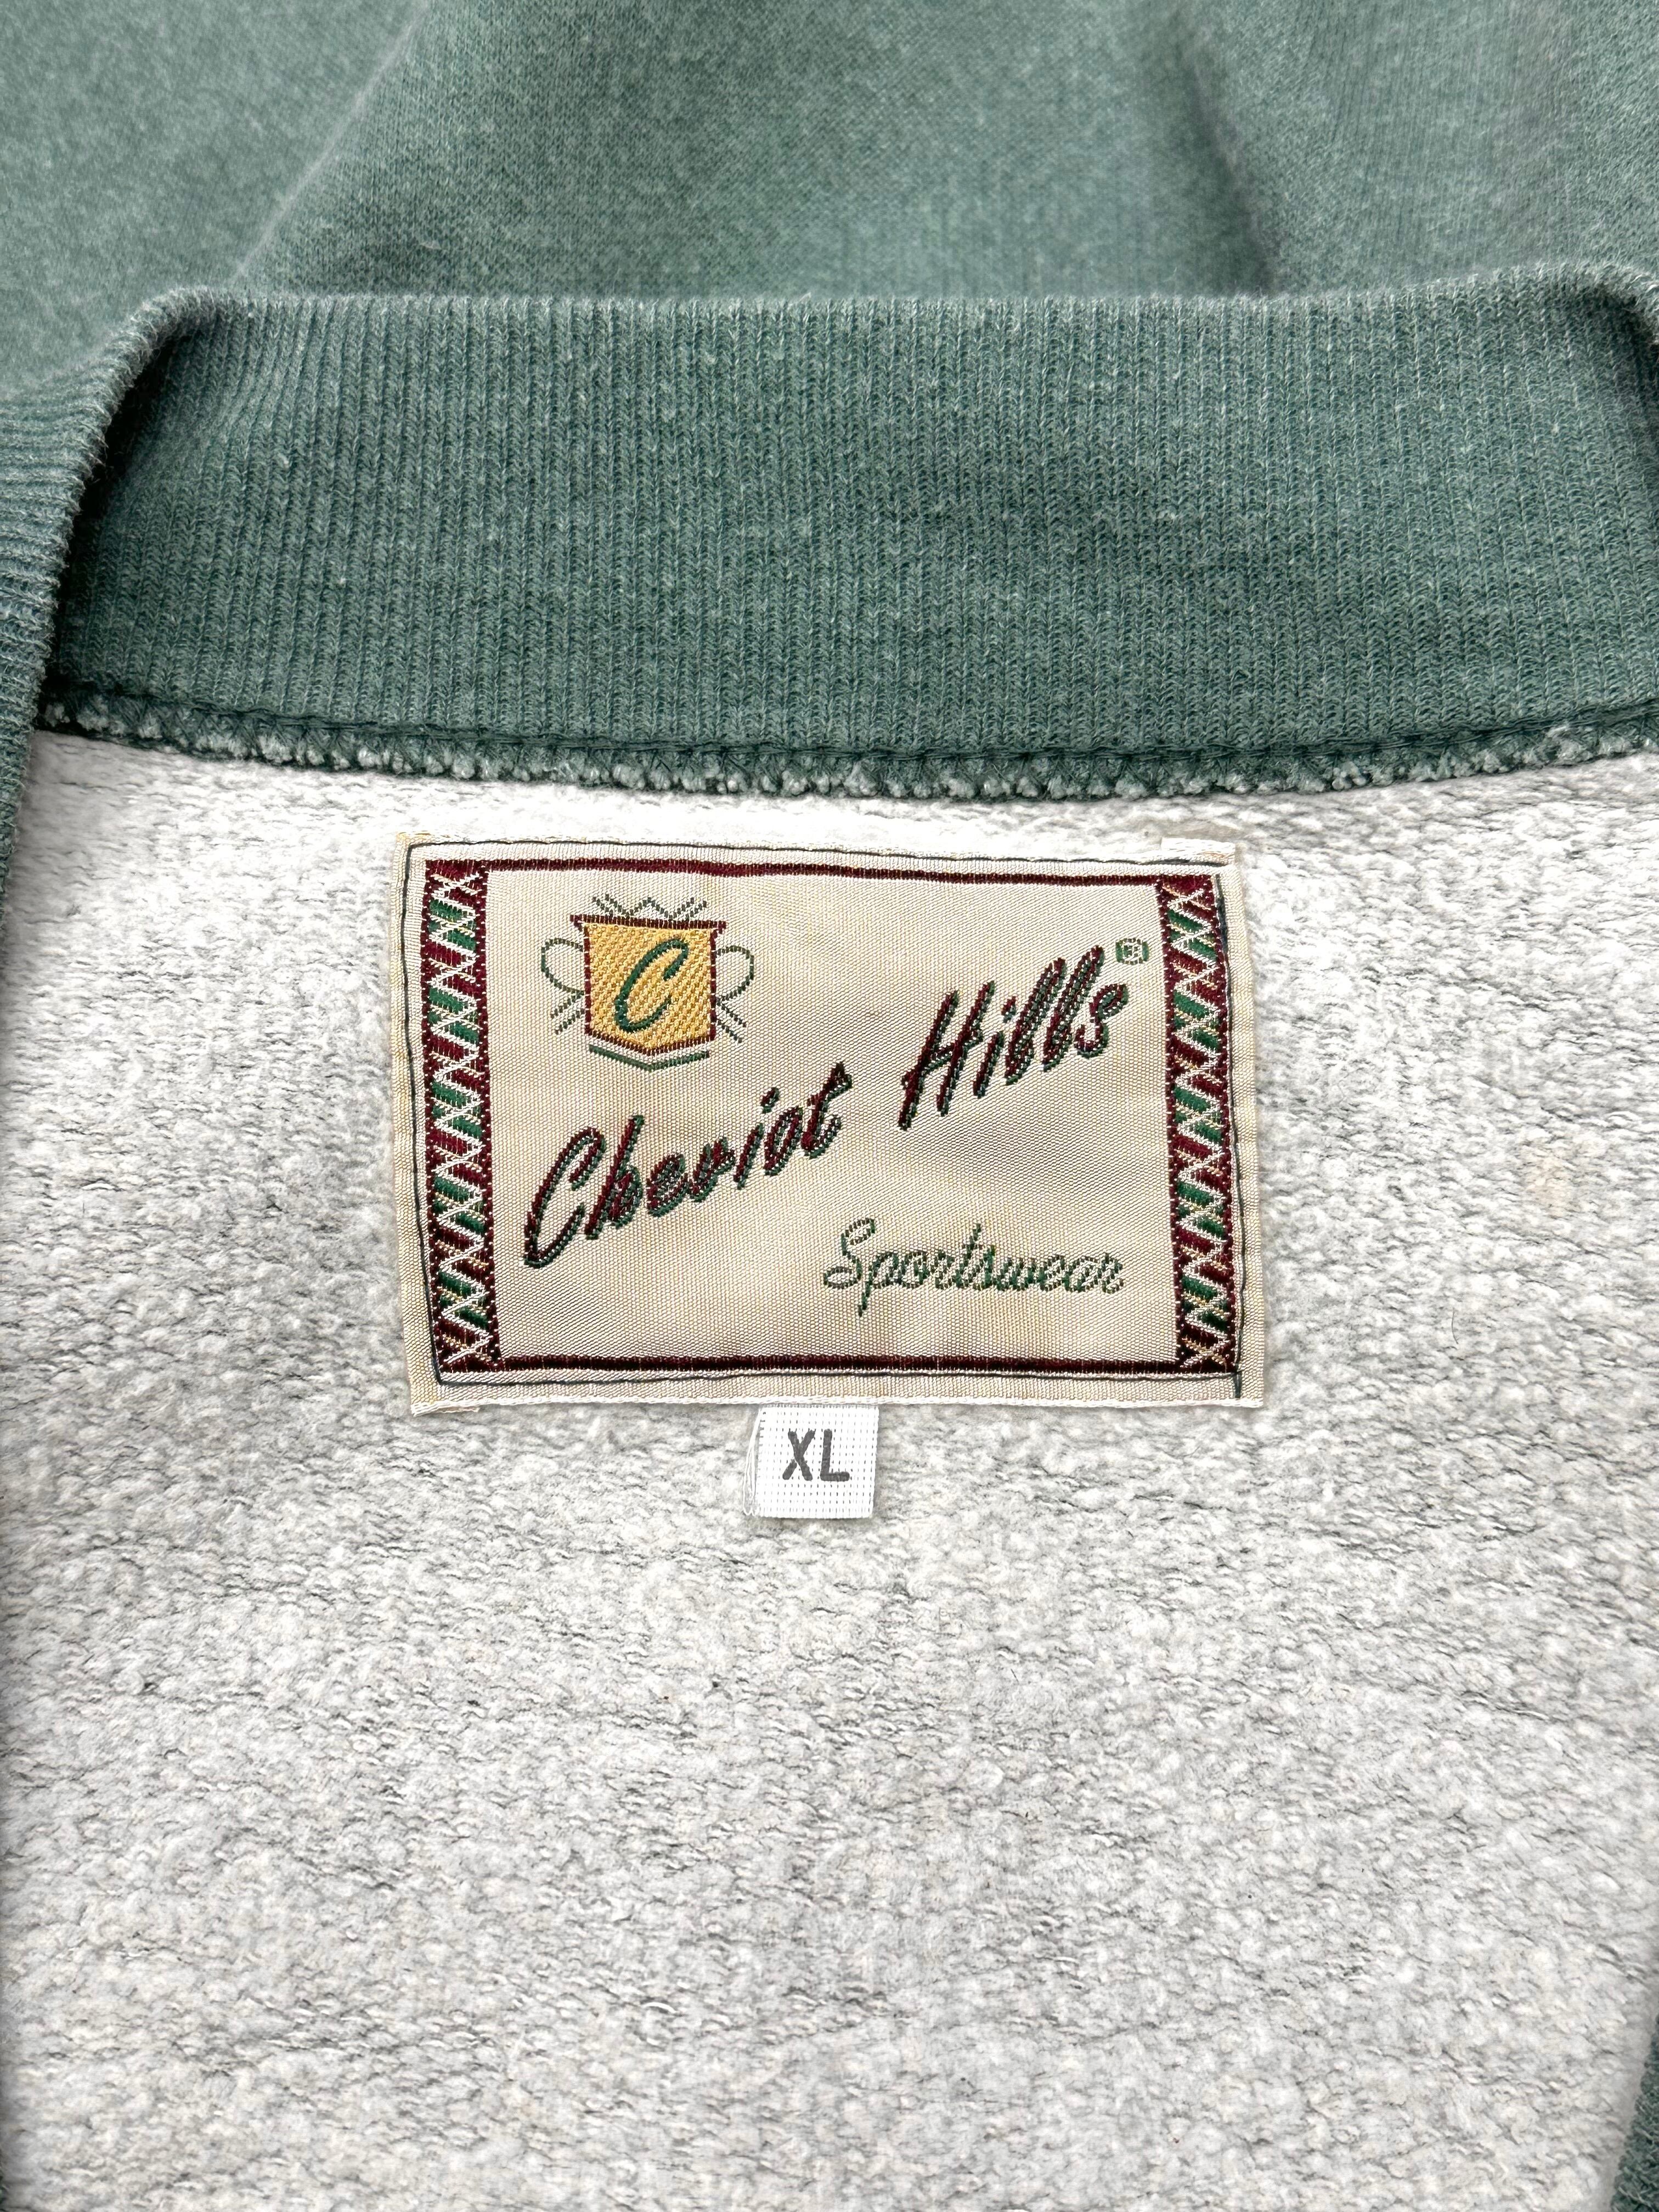 C
Cheviot Hills ®
Sportswear
XL